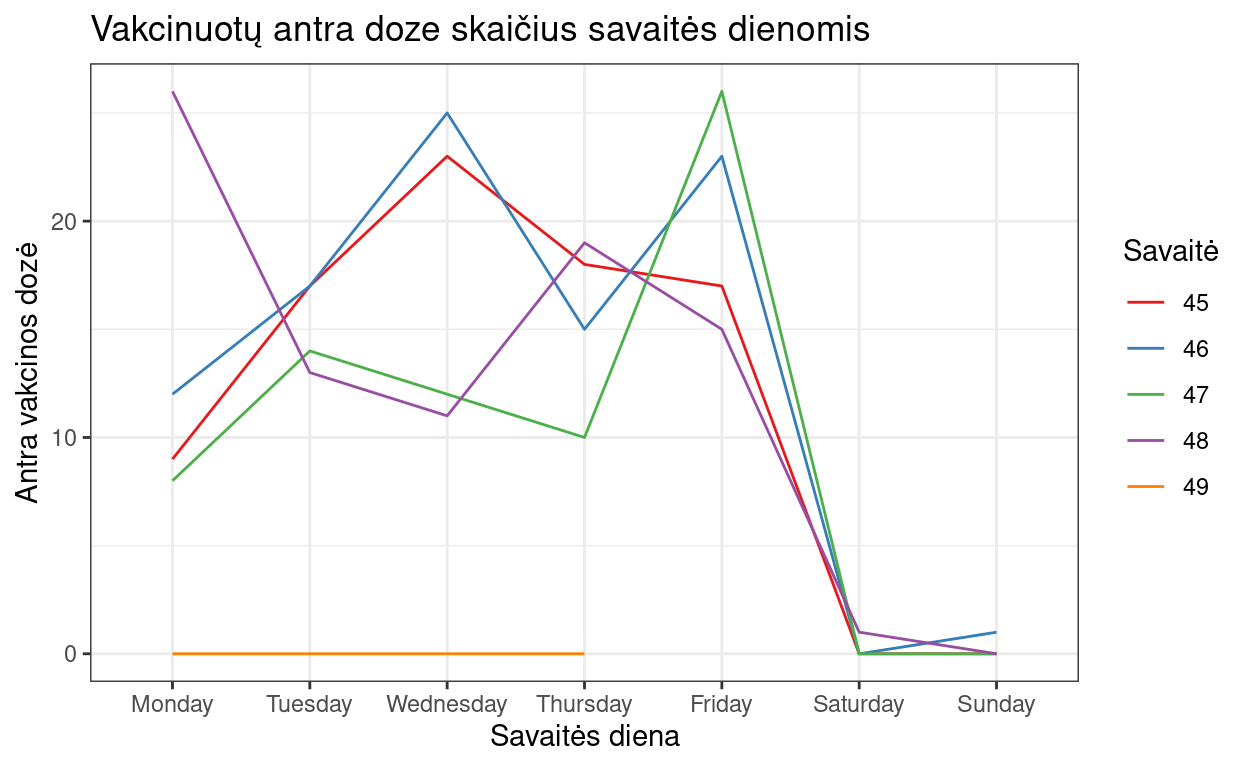 Vakcinuotų antra doze skaičius savaitės dienomis
Antra vakcinos dozė
20
10
0
Monday Tuesday Wednesday Thursday Friday Saturday Sunday
Savaitės diena
Savaitė
45
46
47
48
49